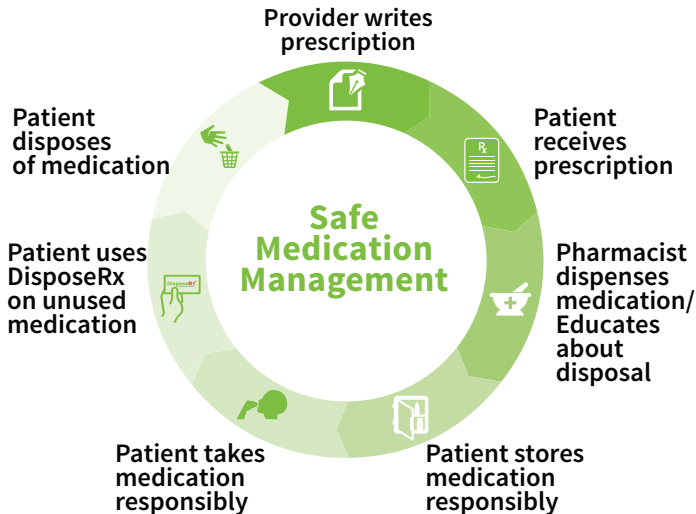 Provider writes
prescription
Patient
receives
prescription
Pharmacist
dispenses
medication/
Educates
about
disposal
Patient stores
medication
responsibly
Patient takes
medication
responsibly
Patient uses
DisposeRx
on unused
medication
Patient
disposes
of medication
Safe
Medication
Management
Rx
DisposeRx